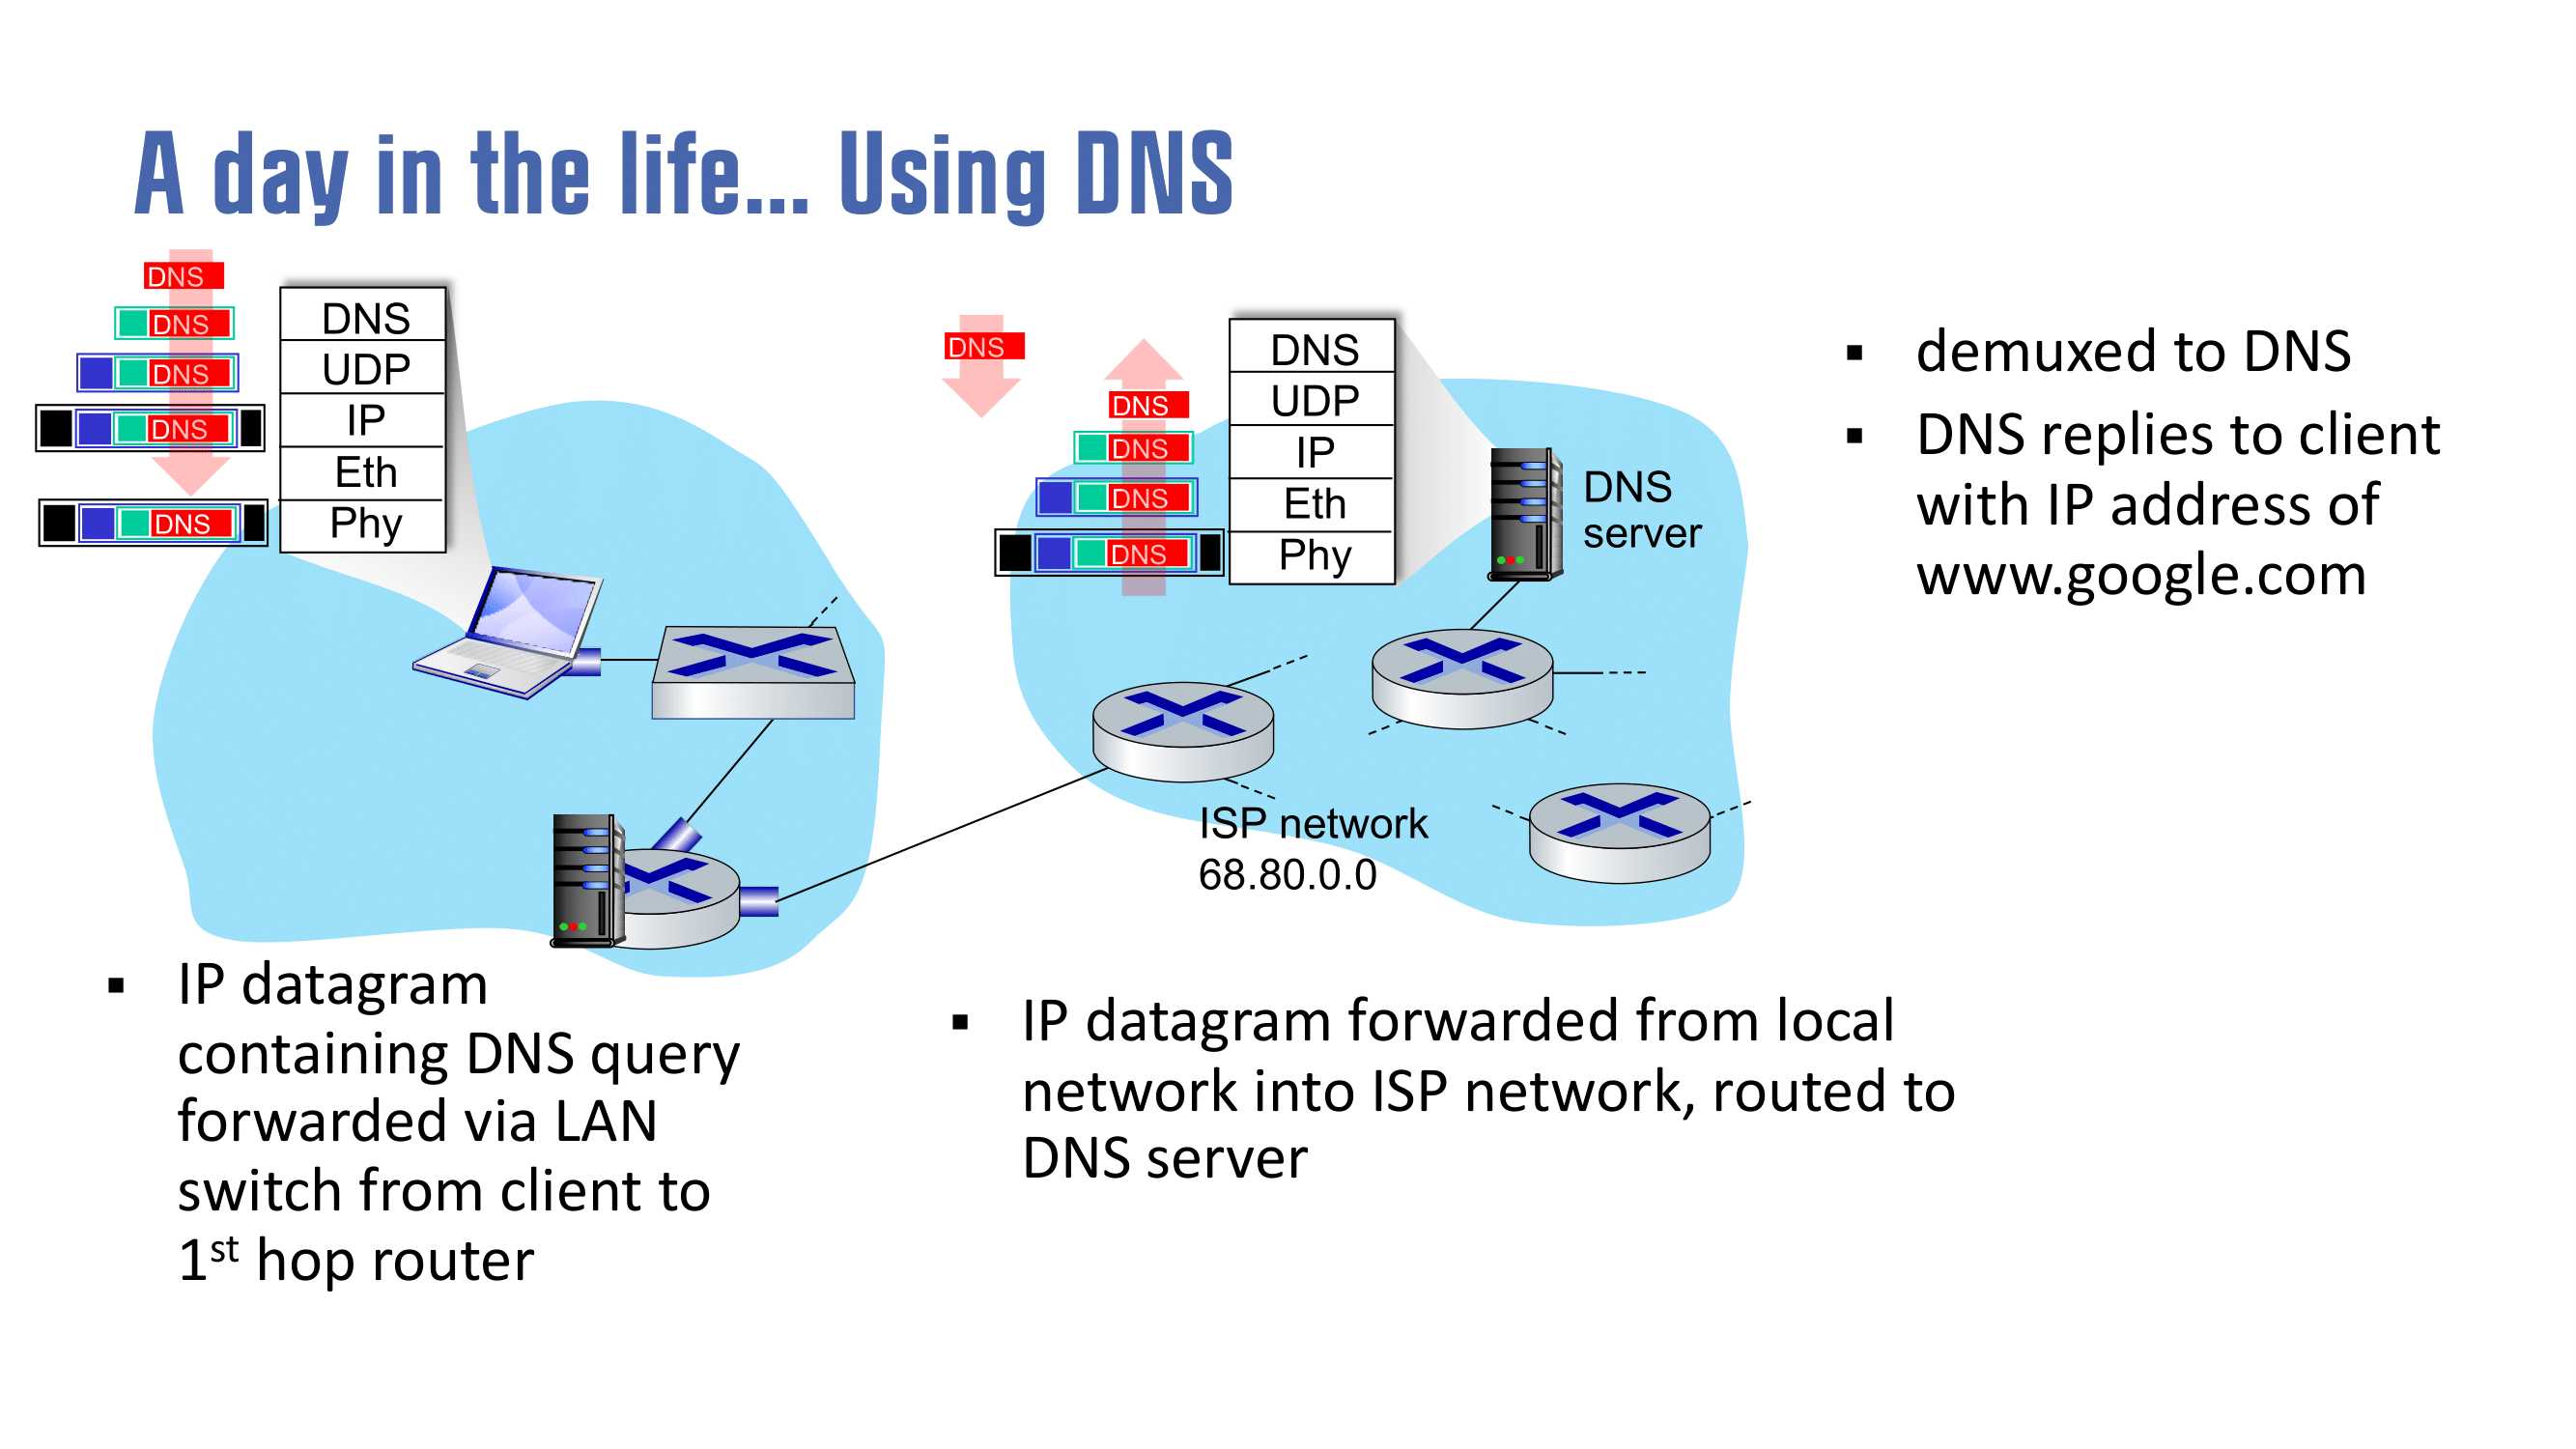 A day in the life... Using DNS
DNS
DNS
DNS
DNS
DNS
DNS
UDP
IP
Eth
Phy
DNS
DNS
DNS
DNS
DNS
DNS
UDP
IP
Eth
Phy
DNS
server
ISP network
68.80.0.0
▪ demuxed to DNS
▪ DNS replies to client
with IP address of
www.google.com
▪ IP datagram
containing DNS query
forwarded via LAN
switch from client to
1st hop router
▪ IP datagram forwarded from local
network into ISP network, routed to
DNS server